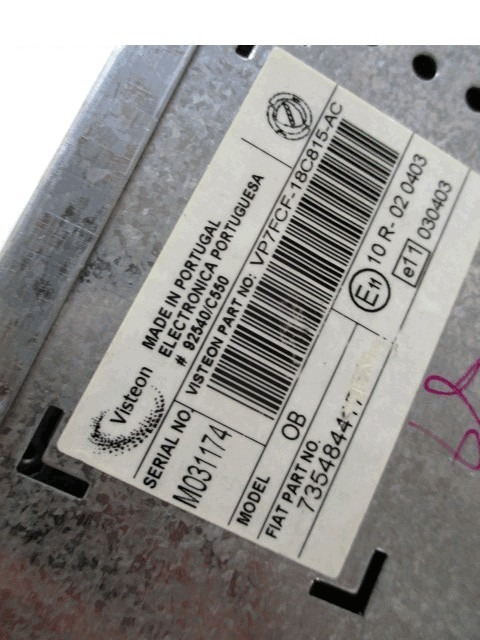 Visteon
MADE IN PORTUGAL
ELECTRONICA PORTUGUESA
# 92540/C550
VISTEON PART NO: VP7FCF-18C815-AC
SERIAL NO.
M031174
MODEL
OB
FIAT PART NO.
E11 10 R- 02 0403
e11 030403